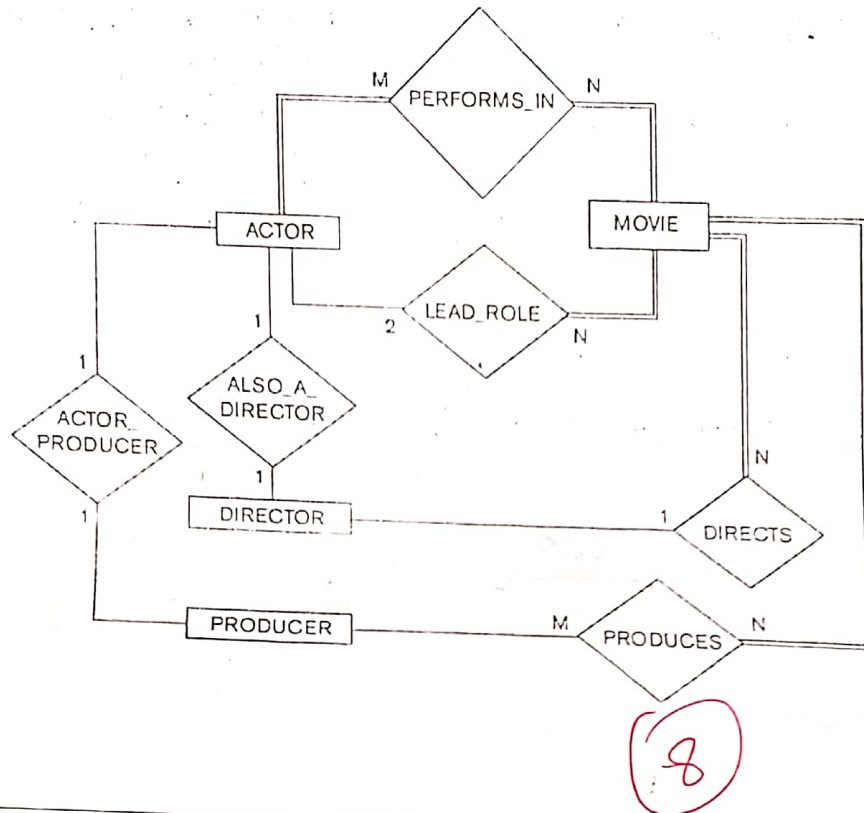 M
PERFORMS_IN
N
ACTOR
MOVIE
LEAD_ROLE
2
N
1
1
ALSO_A_
DIRECTOR
ACTOR_
PRODUCER
1
1
DIRECTOR
N
1
DIRECTS
PRODUCER
M
PRODUCES
N
8